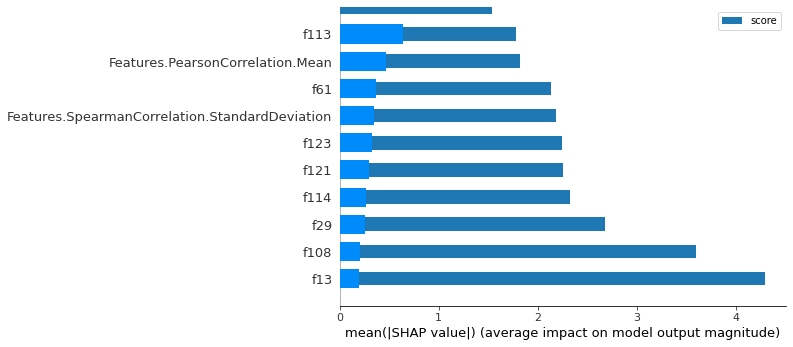 score
f113
Features.PearsonCorrelation.Mean
f61
Features.SpearmanCorrelation.StandardDeviation
f123
f121
f114
f29
f108
f13
0 1 2 3 4
mean(|SHAP value|) (average impact on model output magnitude)